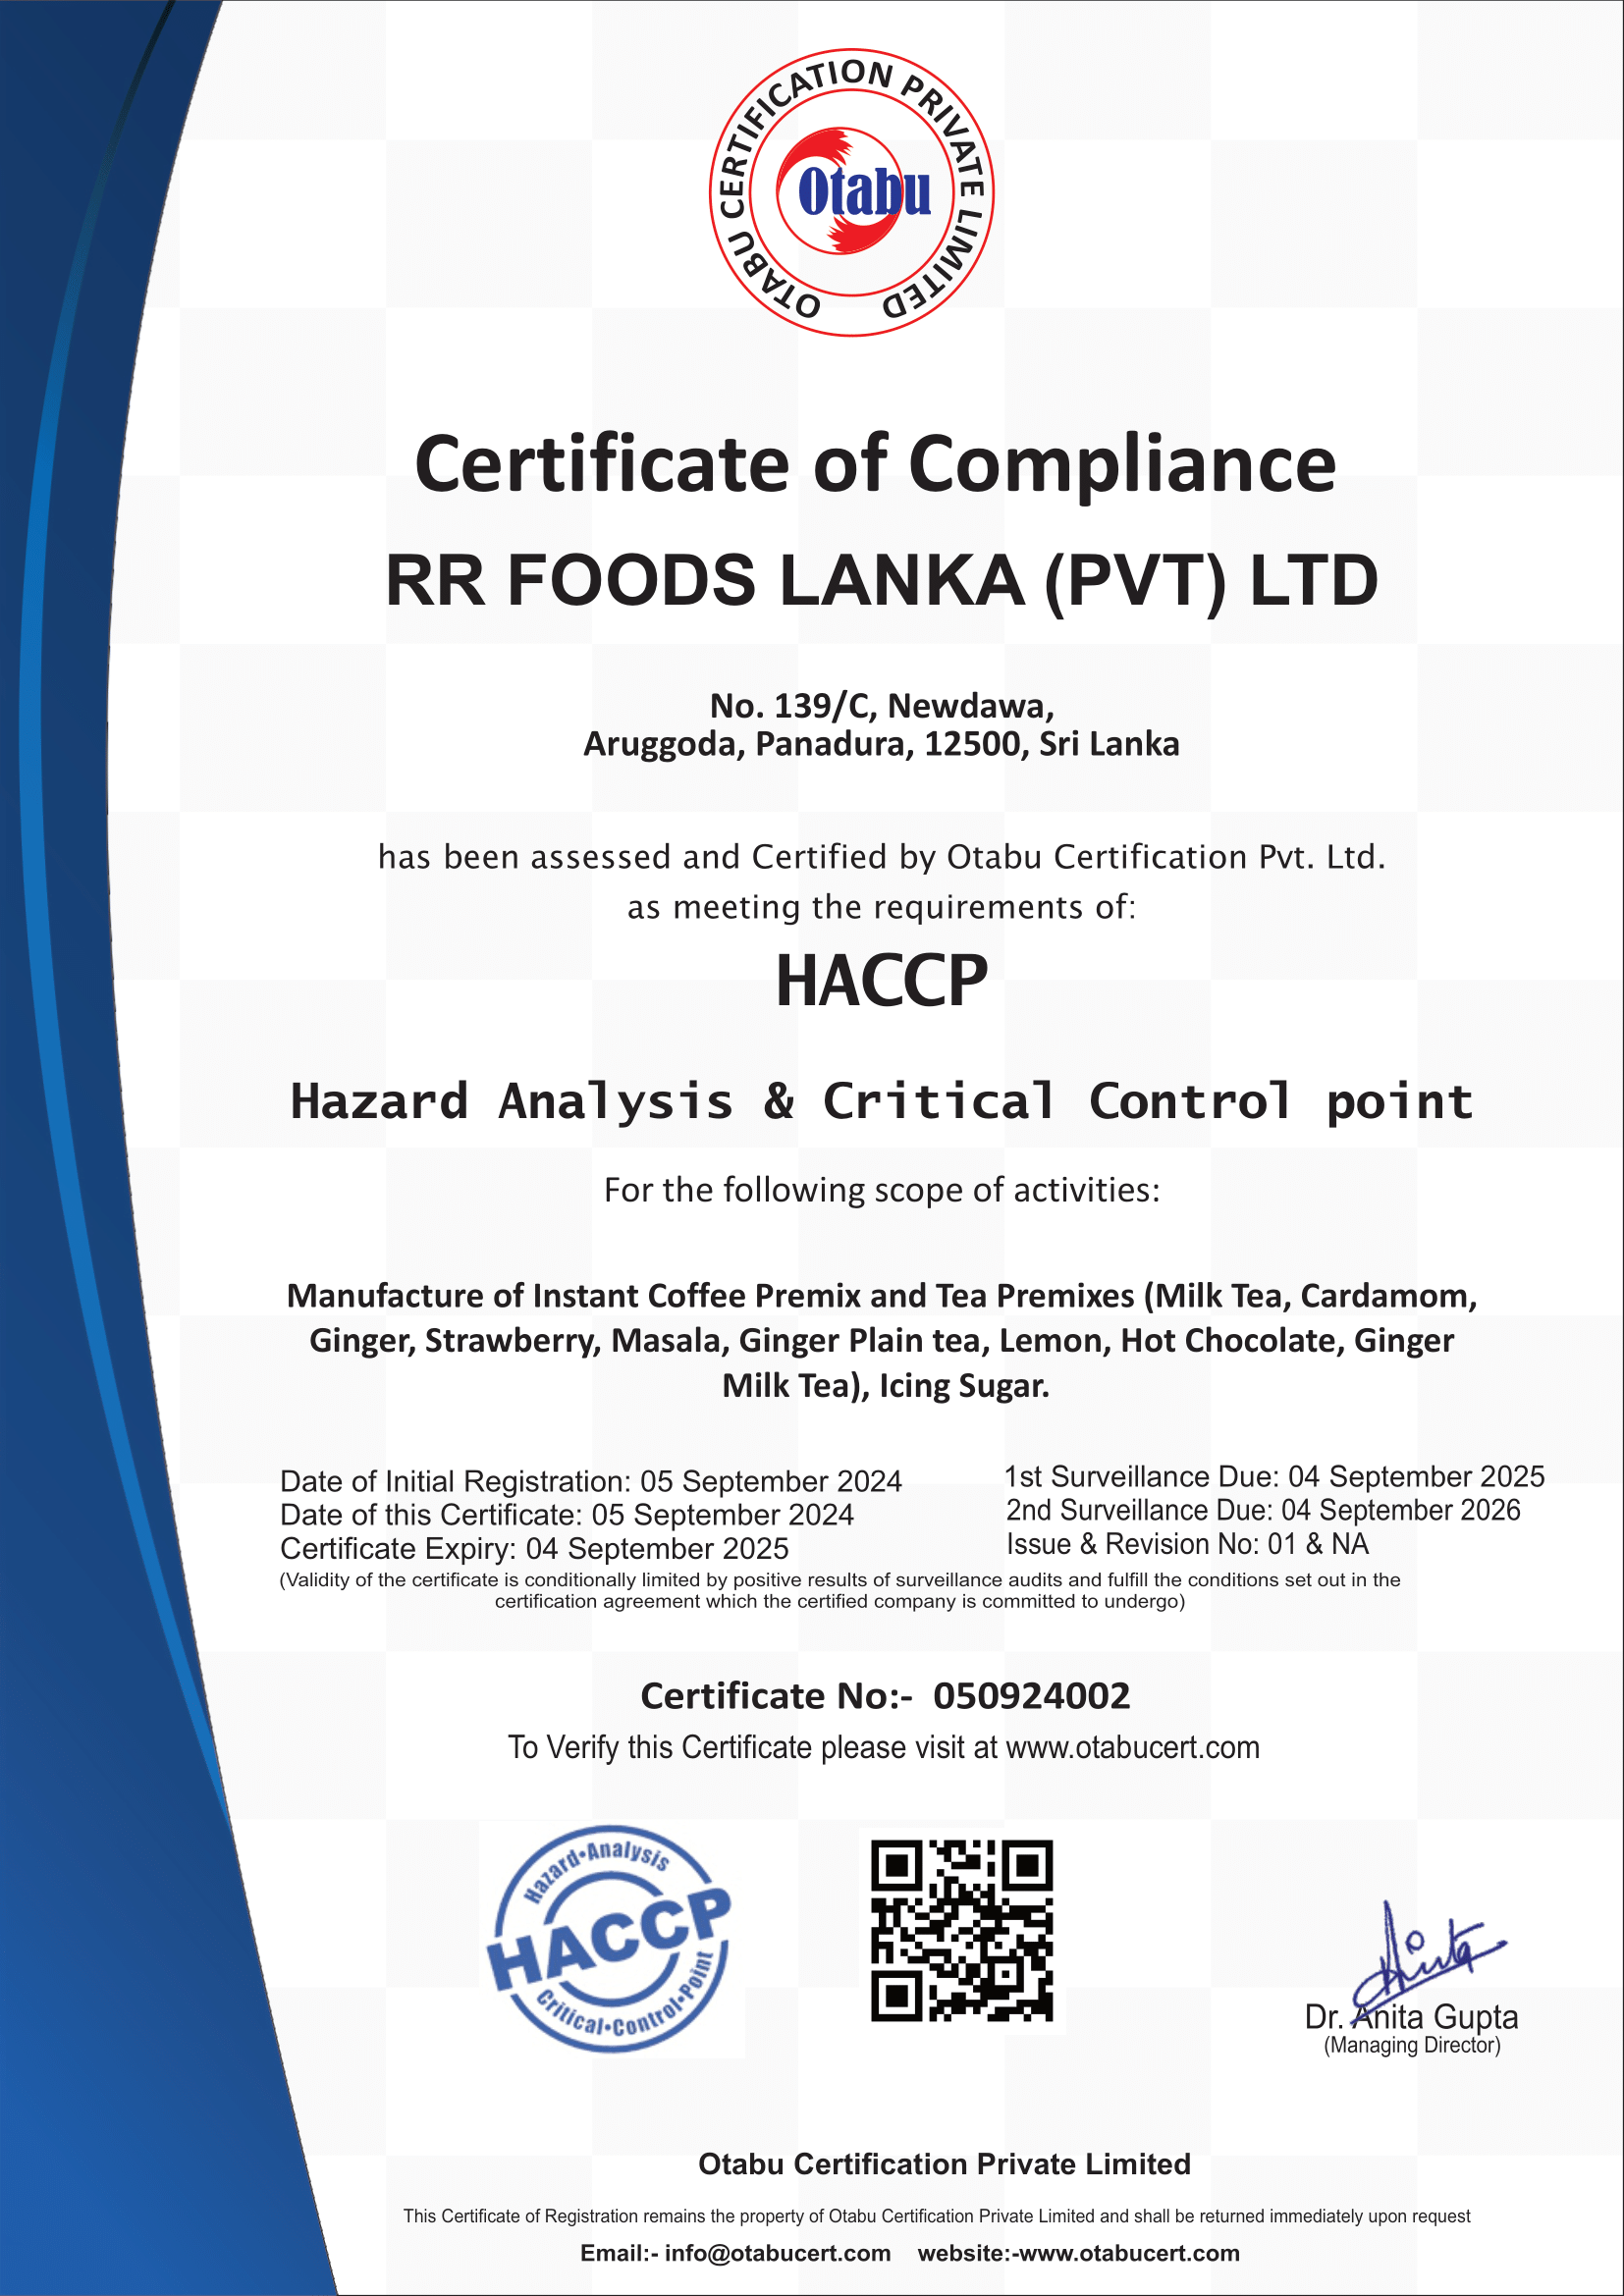 OTABU CERTIFICATION PRIVATE LIMITED
Otabu
Certificate of Compliance
RR FOODS LANKA (PVT) LTD
No. 139/C, Newdawa,
Aruggoda, Panadura, 12500, Sri Lanka
has been assessed and Certified by Otabu Certification Pvt. Ltd.
as meeting the requirements of:
HACCP
Hazard Analysis & Critical Control point
For the following scope of activities:
Manufacture of Instant Coffee Premix and Tea Premixes (Milk Tea, Cardamom,
Ginger, Strawberry, Masala, Ginger Plain tea, Lemon, Hot Chocolate, Ginger
Milk Tea), Icing Sugar.
Date of Initial Registration: 05 September 2024
Date of this Certificate: 05 September 2024
Certificate Expiry: 04 September 2025
1st Surveillance Due: 04 September 2025
2nd Surveillance Due: 04 September 2026
Issue & Revision No: 01 & NA
(Validity of the certificate is conditionally limited by positive results of surveillance audits and fulfill the conditions set out in the
certification agreement which the certified company is committed to undergo)
Certificate No:- 050924002
To Verify this Certificate please visit at www.otabucert.com
Hazard•Analysis
HACCP
Critical•Control•Point
Anita
Dr. Anita Gupta
(Managing Director)
Otabu Certification Private Limited
This Certificate of Registration remains the property of Otabu Certification Private Limited and shall be returned immediately upon request
Email:- info@otabucert.com website:-www.otabucert.com